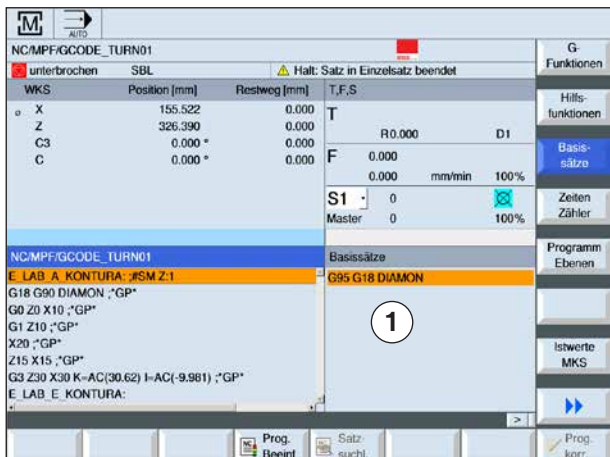 M
AUTO
NC/MPF/GCODE_TURN01
G-
Funktionen
unterbrochen SBL Halt: Satz in Einzelsatz beendet
WKS Position [mm] Restweg [mm] T,F,S
Hilfs-
funktionen
X 155.522 0.000 T
Z 326.390 0.000 R0.000 D1
C3 0.000 ° 0.000 F 0.000
C 0.000 ° 0.000 0.000 mm/min 100%
Basis-
sätze
S1 0
Master 0 100%
Zeiten
Zähler
NC/MPF/GCODE_TURN01 Basissätze
Programm
Ebenen
E_LAB_A_KONTURA: ;#SM Z:1 G95 G18 DIAMON
G18 G90 DIAMON ;*GP*
G0 Z0 X10 ;*GP*
G1 Z10 ;*GP*
X20 ;*GP*
Z15 X15 ;*GP*
G3 Z30 X30 K=AC(30.62) I=AC(-9.981) ;*GP*
E_LAB_E_KONTURA:
1
Istwerte
MKS
>
Prog.
Beeinf.
Satz-
suchl.
Prog.
korr.